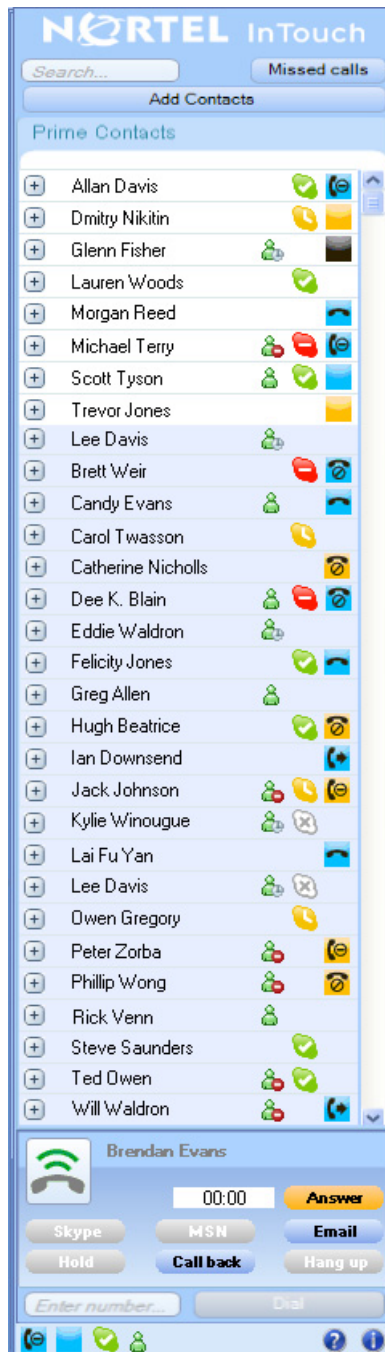 NORTEL InTouch
Search... Missed calls
Add Contacts
Prime Contacts
Allan Davis
Dmitry Nikitin
Glenn Fisher
Lauren Woods
Morgan Reed
Michael Terry
Scott Tyson
Trevor Jones
Lee Davis
Brett Weir
Candy Evans
Carol Twasson
Catherine Nicholls
Dee K. Blain
Eddie Waldron
Felicity Jones
Greg Allen
Hugh Beatrice
Ian Downsend
Jack Johnson
Kylie Winougue
Lai Fu Yan
Lee Davis
Owen Gregory
Peter Zorba
Phillip Wong
Rick Venn
Steve Saunders
Ted Owen
Will Waldron
Brendan Evans
00:00 Answer
Skype MSN Email
Hold Call back Hang up
Enter number... Dial